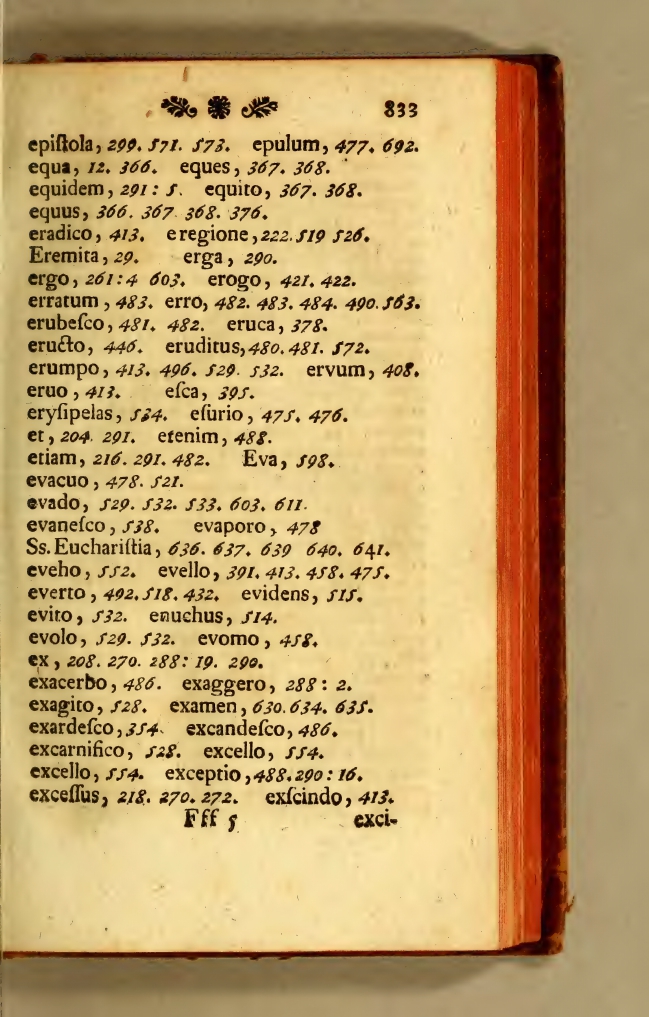 833
epiſtola, 299. 571. 573. epulum, 477. 692.
equa, 12. 366. eques, 367. 368.
equidem, 291: 5. equito, 367. 368.
equus, 366. 367 368. 376.
eradico, 413. e regione, 222. 519 526.
Eremita, 29. erga, 290.
ergo, 261:4 603. erogo, 421. 422.
erratum, 483. erro, 482. 483. 484. 490. 563.
erubeſco, 481. 482. eruca, 378.
eructo, 446. eruditus, 480. 481. 572.
erumpo, 413. 496. 529. 532. ervum, 408.
eruo, 413. eſca, 395.
eryſipelas, 534. eſurio, 475. 476.
et, 204. 291. etenim, 488.
etiam, 216. 291. 482. Eva, 598.
evacuo, 478. 521.
evado, 529. 532. 533. 603. 611.
evaneſco, 538. evaporo, 478
Ss. Euchariſtia, 636. 637. 639 640. 641.
eveho, 552. evello, 391. 413. 458. 475.
everto, 492. 518. 432. evidens, 515.
evito, 532. enuchus, 514.
evolo, 529. 532. evomo, 458.
ex, 208. 270. 288: 19. 290.
exacerbo, 486. exaggero, 288: 2.
exagito, 528. examen, 630. 634. 635.
exardeſco, 354. excandeſco, 486.
excarnifico, 528. excello, 554.
excello, 554. exceptio, 488. 290: 16.
exceſſus, 218. 270. 272. exſcindo, 413.
Fff 5 exci-